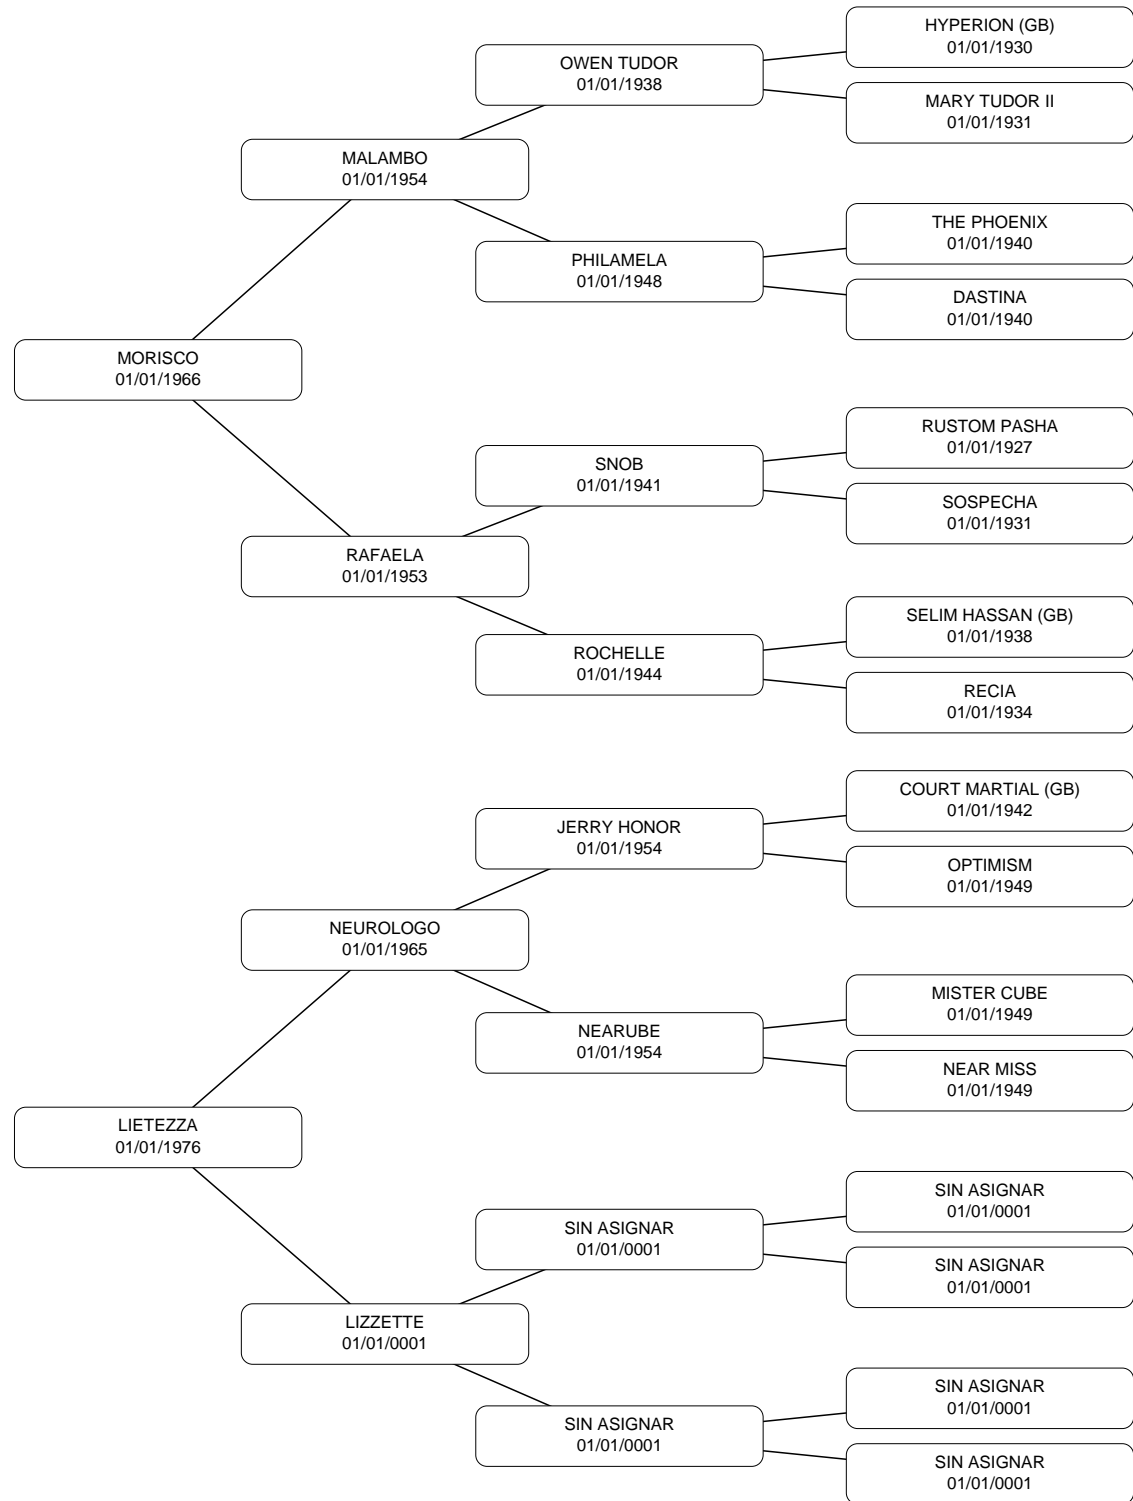 HYPERION (GB)
01/01/1930
OWEN TUDOR
01/01/1938
MARY TUDOR II
01/01/1931
MALAMBO
01/01/1954
THE PHOENIX
01/01/1940
PHILAMELA
01/01/1948
DASTINA
01/01/1940
MORISCO
01/01/1966
RUSTOM PASHA
01/01/1927
SNOB
01/01/1941
SOSPECHA
01/01/1931
RAFAELA
01/01/1953
SELIM HASSAN (GB)
01/01/1938
ROCHELLE
01/01/1944
RECIA
01/01/1934
COURT MARTIAL (GB)
01/01/1942
JERRY HONOR
01/01/1954
OPTIMISM
01/01/1949
NEUROLOGO
01/01/1965
MISTER CUBE
01/01/1949
NEARUBE
01/01/1954
NEAR MISS
01/01/1949
LIETEZZA
01/01/1976
SIN ASIGNAR
01/01/0001
SIN ASIGNAR
01/01/0001
SIN ASIGNAR
01/01/0001
LIZZETTE
01/01/0001
SIN ASIGNAR
01/01/0001
SIN ASIGNAR
01/01/0001
SIN ASIGNAR
01/01/0001